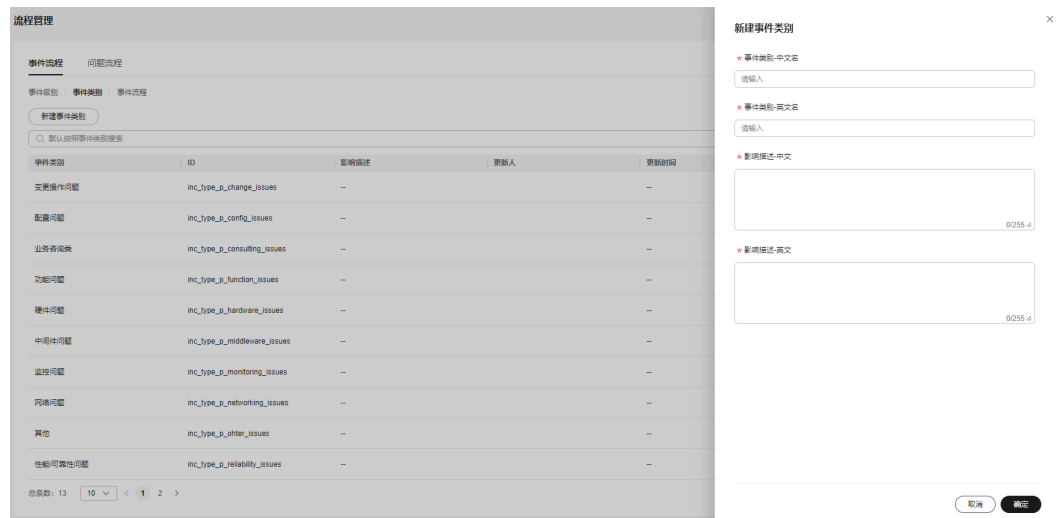 流程管理
事件流程 问题流程
事件级别 事件类别 事件流程
新建事件类别
默认按照事件类别搜索
事件类别 ID 影响描述 更新人 更新时间
变更操作问题 inc_type_p_change_issues -- --
配置问题 inc_type_p_config_issues -- --
业务咨询类 inc_type_p_consulting_issues -- --
功能问题 inc_type_p_function_issues -- --
硬件问题 inc_type_p_hardware_issues -- --
中间件问题 inc_type_p_middleware_issues -- --
监控问题 inc_type_p_monitoring_issues -- --
网络问题 inc_type_p_networking_issues -- --
其他 inc_type_p_ohter_issues -- --
性能/可靠性问题 inc_type_p_reliability_issues -- --
总条数: 13 10 < 1 2 >
新建事件类别
* 事件类别-中文名
请输入
* 事件类别-英文名
请输入
* 影响描述-中文
0/255
* 影响描述-英文
0/255
取消 确定